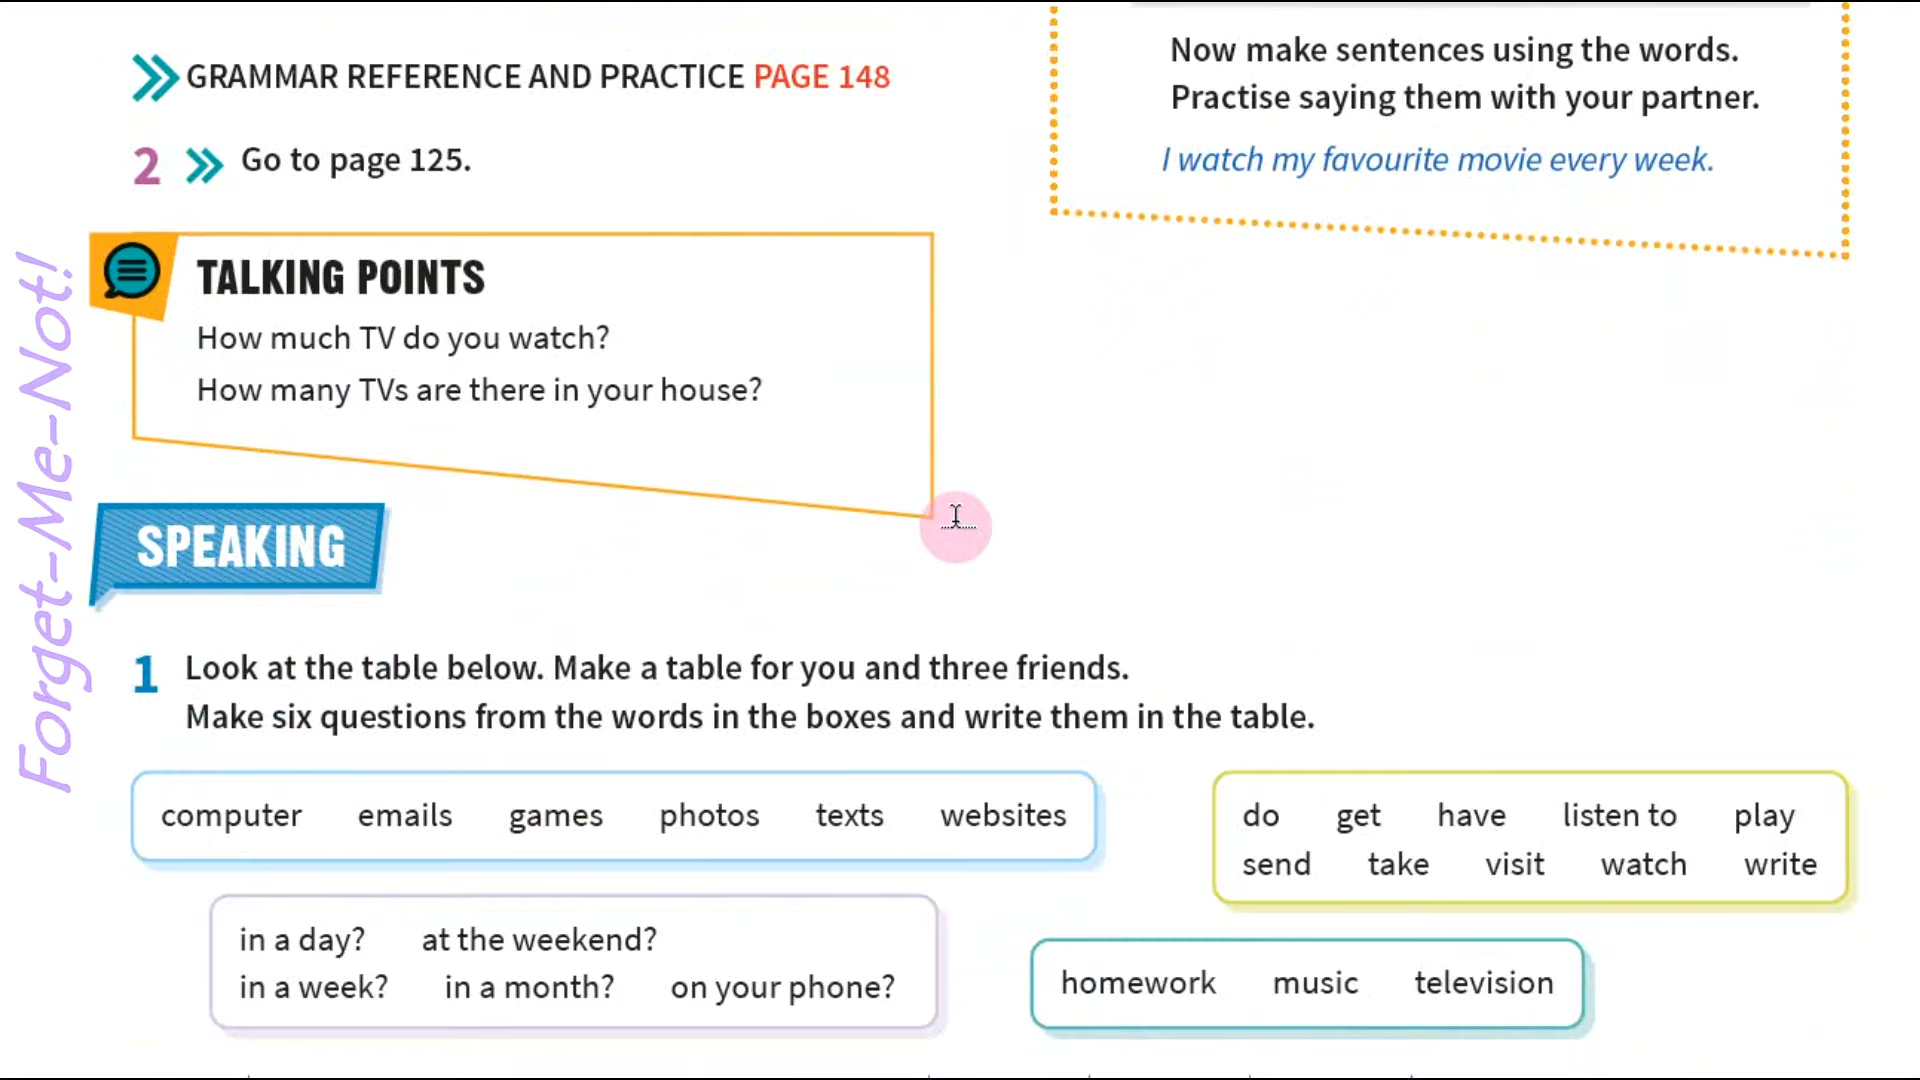 GRAMMAR REFERENCE AND PRACTICE PAGE 148
2 Go to page 125.
TALKING POINTS
How much TV do you watch?
How many TVs are there in your house?
Now make sentences using the words.
Practise saying them with your partner.
I watch my favourite movie every week.
Forget-Me-Not!
SPEAKING
1 Look at the table below. Make a table for you and three friends.
Make six questions from the words in the boxes and write them in the table.
computer emails games photos texts websites
do get have listen to play
send take visit watch write
in a day? at the weekend?
in a week? in a month? on your phone?
homework music television